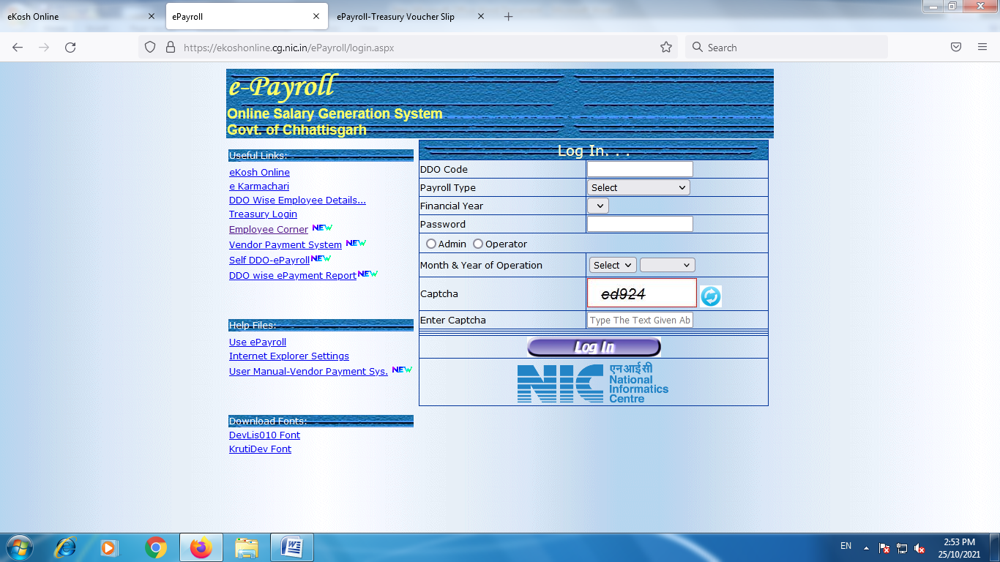 eKosh Online
ePayroll
ePayroll-Treasury Voucher Slip
https://ekoshonline.cg.nic.in/ePayroll/login.aspx
Search
e-Payroll
Online Salary Generation System
Govt. of Chhattisgarh
Useful Links:
eKosh Online
e Karmachari
DDO Wise Employee Details...
Treasury Login
Employee Corner NEW
Vendor Payment System NEW
Self DDO-ePayroll NEW
DDO wise ePayment Report NEW
Help Files:
Use ePayroll
Internet Explorer Settings
User Manual-Vendor Payment Sys. NEW
Download Fonts:
DevLis010 Font
KrutiDev Font
Log In. . .
DDO Code
Payroll Type Select
Financial Year
Password
Admin Operator
Month & Year of Operation Select
Captcha ed924
Enter Captcha Type The Text Given Ab
Log In
NIC
एन आई सी
National
Informatics
Centre
EN
2:53 PM
25/10/2021